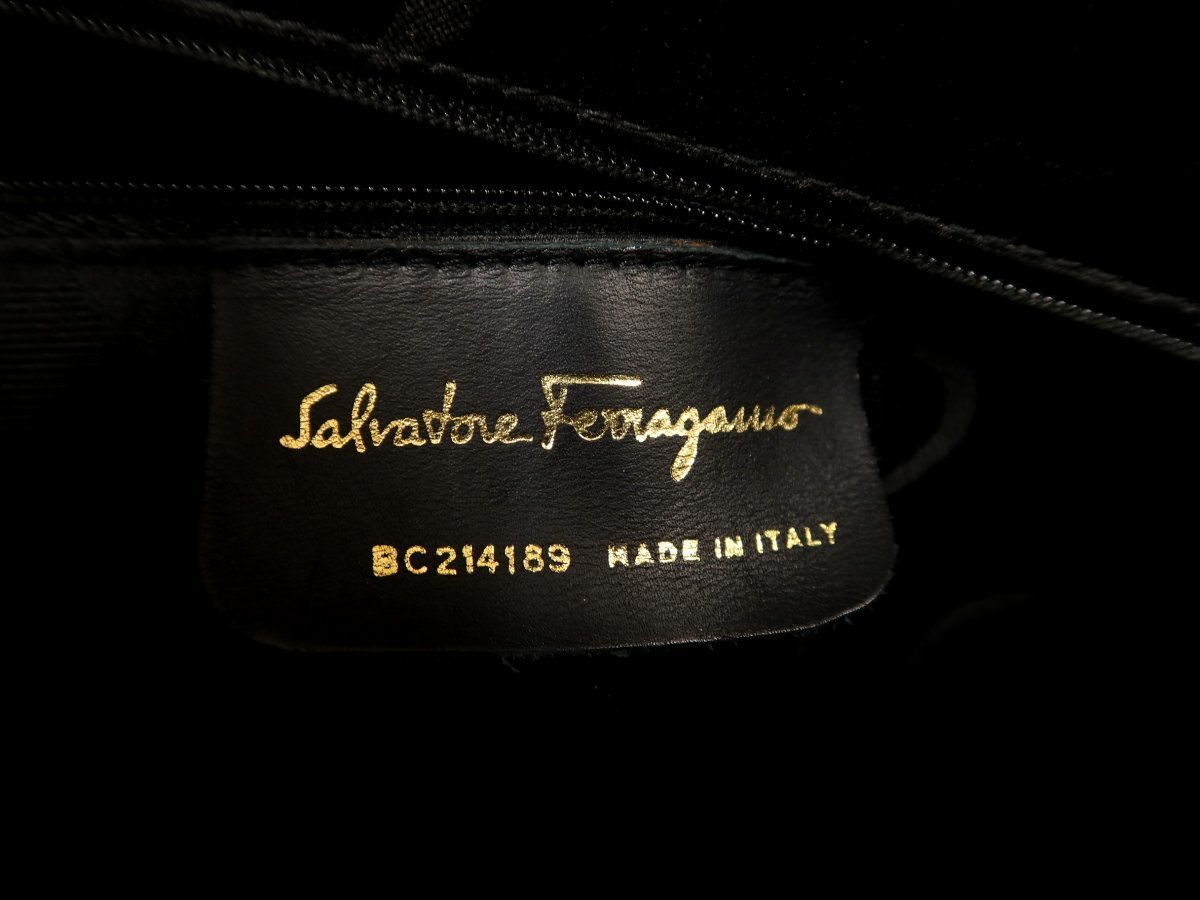 Salvatore Ferragamo
BC214189 MADE IN ITALY